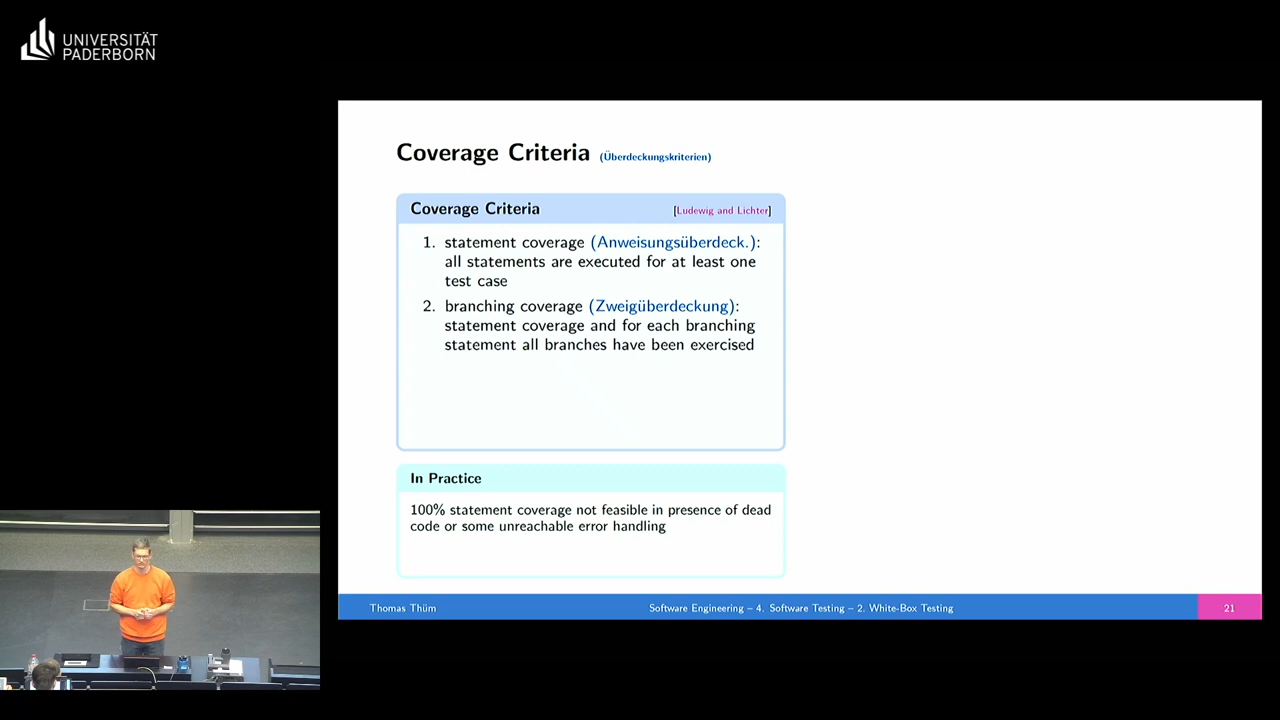 UNIVERSITÄT
PADERBORN
Coverage Criteria (Überdeckungskriterien)
Coverage Criteria [Ludewig and Lichter]
1. statement coverage (Anweisungsüberdeck.):
all statements are executed for at least one
test case
2. branching coverage (Zweigüberdeckung):
statement coverage and for each branching
statement all branches have been exercised
In Practice
100% statement coverage not feasible in presence of dead
code or some unreachable error handling
Thomas Thüm Software Engineering – 4. Software Testing – 2. White-Box Testing 21